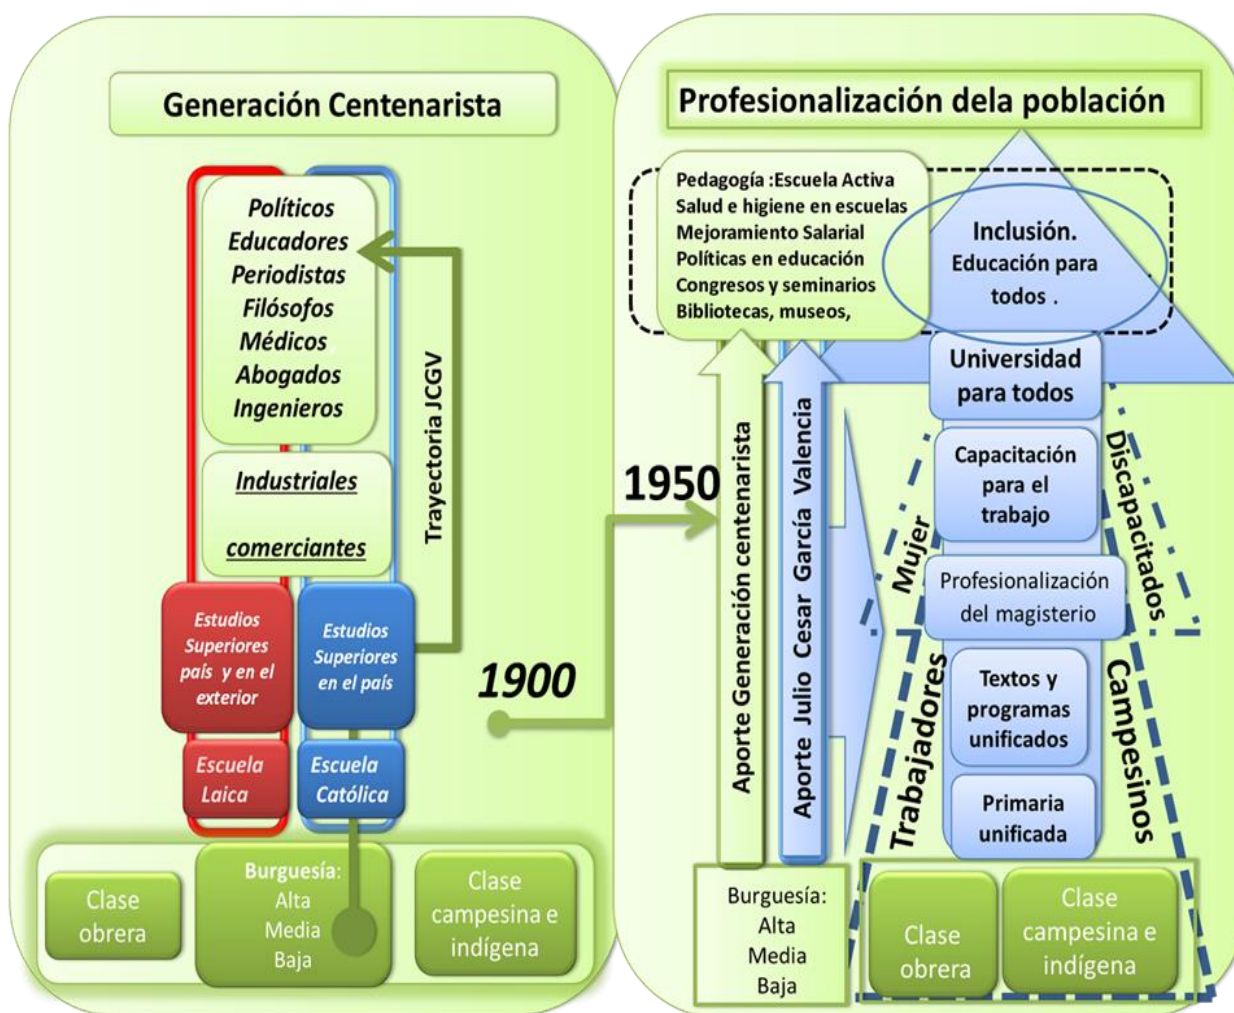 Generación Centenarista
Políticos
Educadores
Periodistas
Filósofos
Médicos
Abogados
Ingenieros
Industriales
comerciantes
Trayectoria JCGV
Estudios
Superiores
país y en el
exterior
Estudios
Superiores
en el país
Escuela
Laica
Escuela
Católica
Clase
obrera
Burguesía:
Alta
Media
Baja
Clase
campesina e
indígena
1900
1950
Profesionalización dela población
Pedagogía :Escuela Activa
Salud e higiene en escuelas
Mejoramiento Salarial
Políticas en educación
Congresos y seminarios
Bibliotecas, museos,
Inclusión.
Educación para
todos .
Universidad
para todos
Capacitación
para el
trabajo
Profesionalización
del magisterio
Textos y
programas
unificados
Primaria
unificada
Aporte Generación centenarista
Aporte Julio Cesar García Valencia
Mujer
Discapacitados
Trabajadores
Campesinos
Burguesía:
Alta
Media
Baja
Clase
obrera
Clase
campesina e
indígena